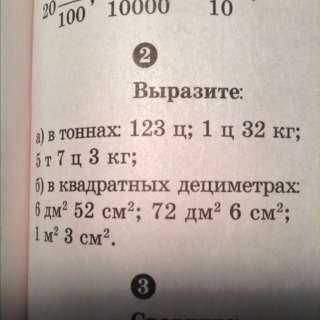 20 — 100, 10000 10
2
Выразите:
а) в тоннах: 123 ц; 1 ц 32 кг;
5 т 7 ц 3 кг;
б) в квадратных дециметрах:
6 дм² 52 см²; 72 дм² 6 см²;
1 м² 3 см².
3